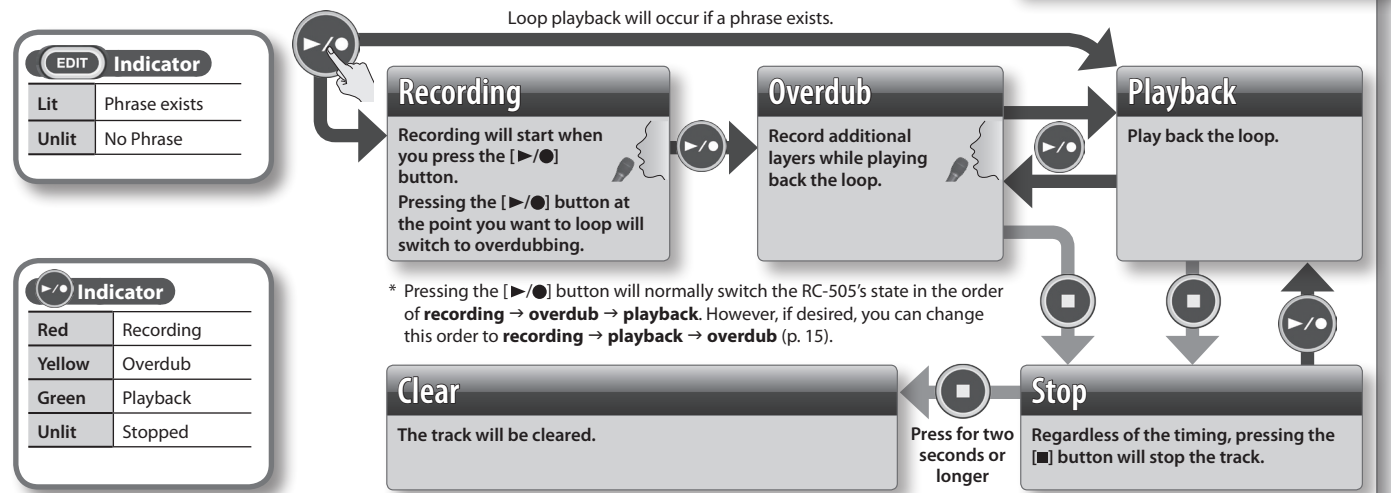 Loop playback will occur if a phrase exists.
EDIT Indicator
Lit Phrase exists
Unlit No Phrase
Recording
Recording will start when
you press the [►/●]
button.
Pressing the [►/●] button at
the point you want to loop will
switch to overdubbing.
Overdub
Record additional
layers while playing
back the loop.
Playback
Play back the loop.
►/● Indicator
Red Recording
Yellow Overdub
Green Playback
Unlit Stopped
* Pressing the [►/●] button will normally switch the RC-505’s state in the order
of recording → overdub → playback. However, if desired, you can change
this order to recording → playback → overdub (p. 15).
Clear
The track will be cleared.
Press for two
seconds or
longer
Stop
Regardless of the timing, pressing the
[■] button will stop the track.